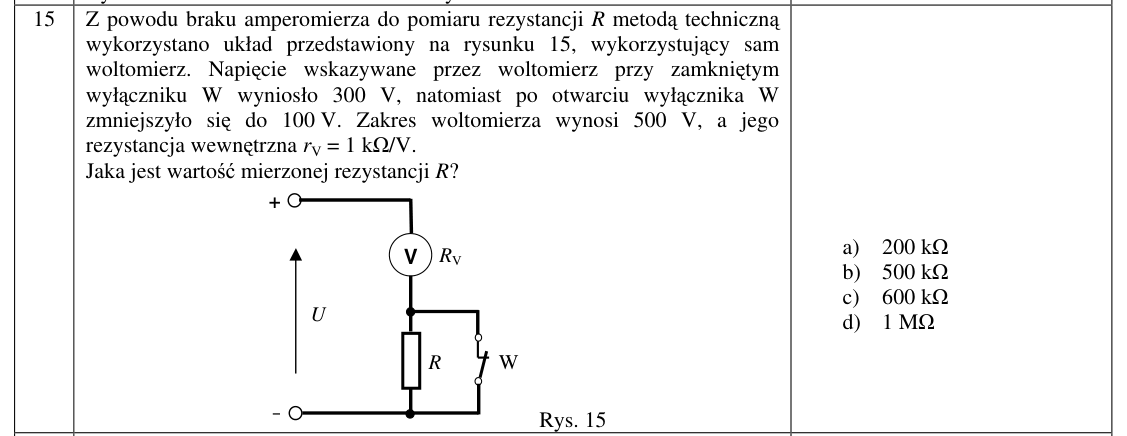 15
Z powodu braku amperomierza do pomiaru rezystancji R metodą techniczną
wykorzystano układ przedstawiony na rysunku 15, wykorzystujący sam
woltomierz. Napięcie wskazywane przez woltomierz przy zamkniętym
wyłączniku W wyniosło 300 V, natomiast po otwarciu wyłącznika W
zmniejszyło się do 100 V. Zakres woltomierza wynosi 500 V, a jego
rezystancja wewnętrzna rV = 1 kΩ/V.
Jaka jest wartość mierzonej rezystancji R?
+
V RV
U
R W
–
Rys. 15
a) 200 kΩ
b) 500 kΩ
c) 600 kΩ
d) 1 MΩ